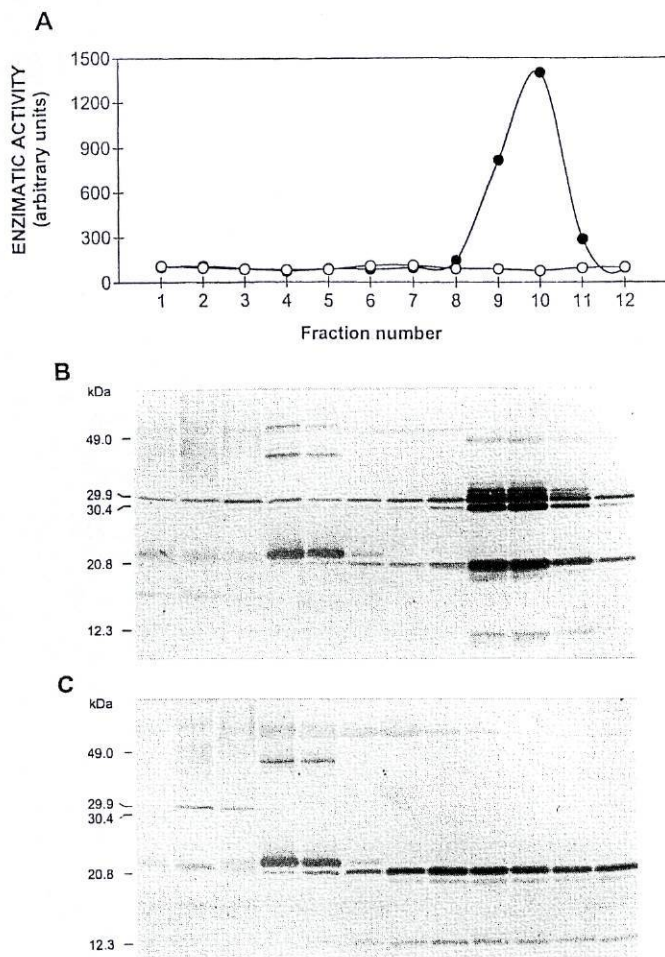 A
ENZIMATIC ACTIVITY
(arbitrary units)
1500
1200
900
600
300
0
1 2 3 4 5 6 7 8 9 10 11 12
Fraction number
B
kDa
49.0
29.9
30.4
20.8
12.3
C
kDa
49.0
29.9
30.4
20.8
12.3